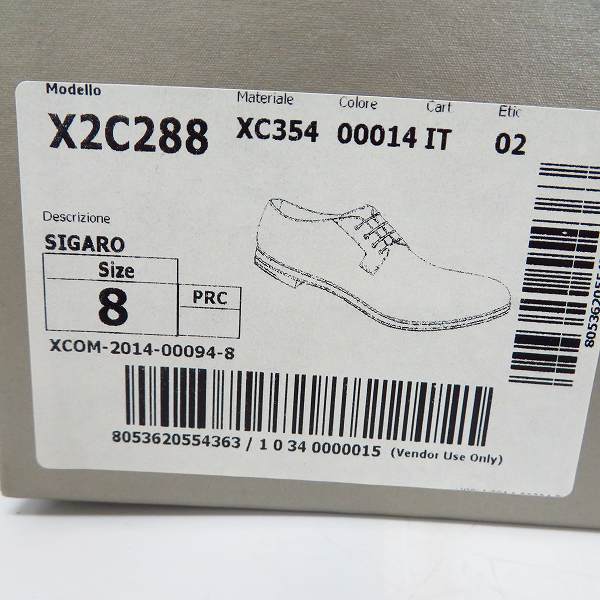 Modello Materiale Colore Cart. Etic
X2C288 XC354 00014 IT 02
Descrizione
SIGARO
Size
8 PRC
XCOM-2014-00094-8
8053620554363 / 1 0 34 0000015 (Vendor Use Only)